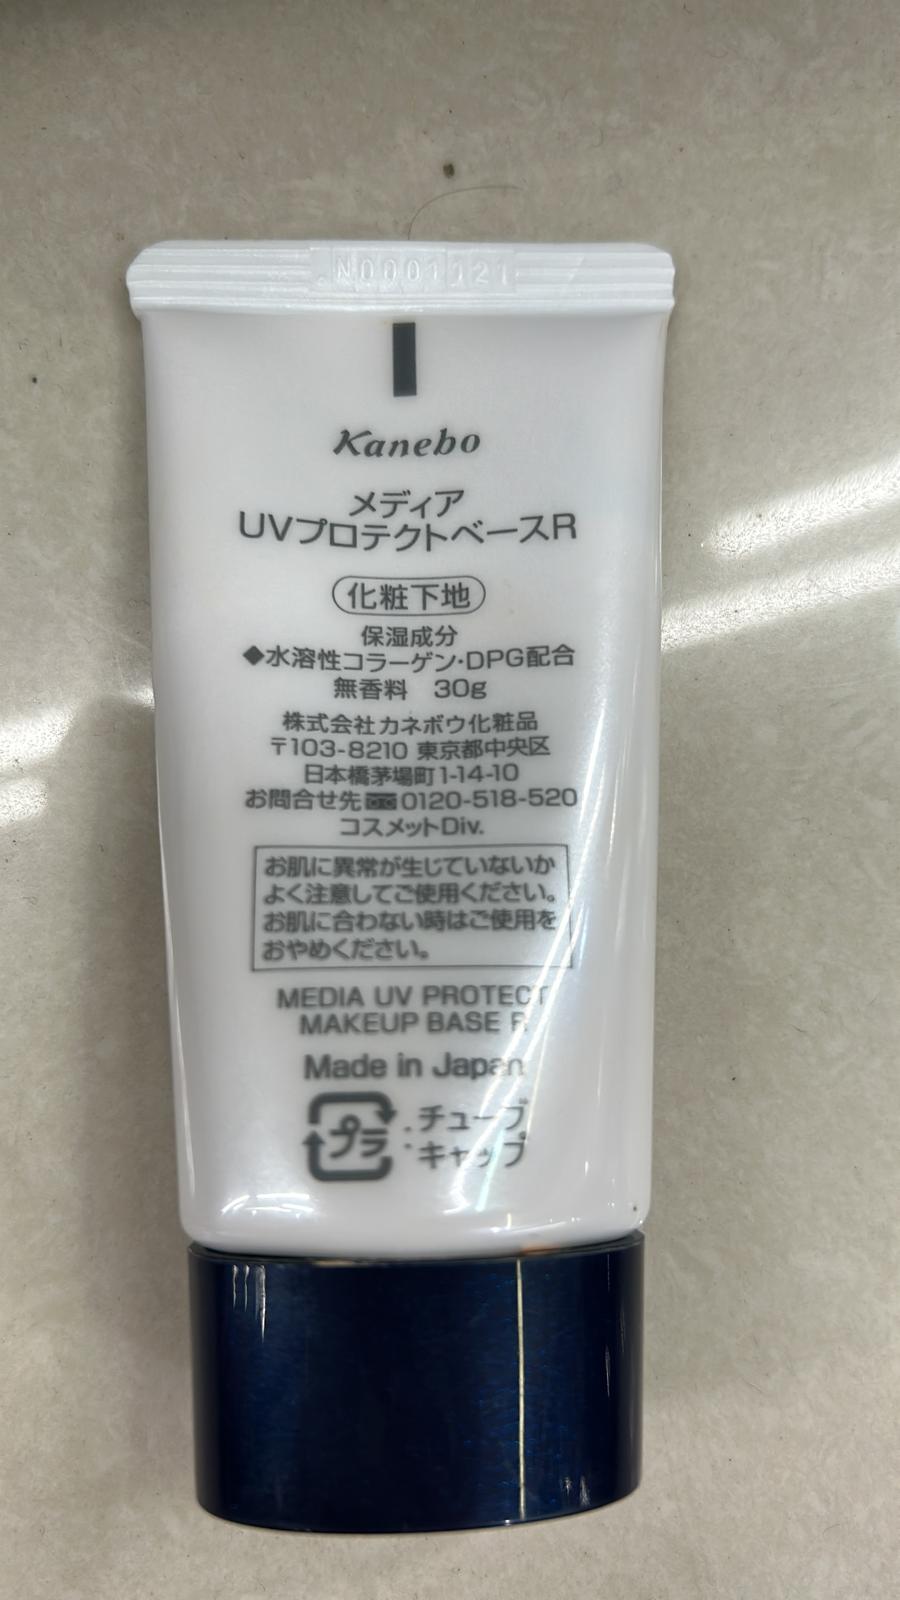 N0001121
Kanebo
メディア
UVプロテクトベースR
化粧下地
保湿成分
◆水溶性コラーゲン・DPG配合
無香料 30g
株式会社カネボウ化粧品
〒103-8210 東京都中央区
日本橋茅場町1-14-10
お問合せ先 0120-518-520
コスメットDiv.
お肌に異常が生じていないか
よく注意してご使用ください。
お肌に合わない時はご使用を
おやめください。
MEDIA UV PROTECT
MAKEUP BASE R
Made in Japan
プラ
:チューブ
:キャップ